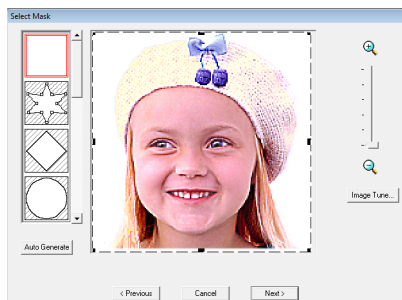 Select Mask
Image Tune...
Auto Generate
< Previous
Cancel
Next >